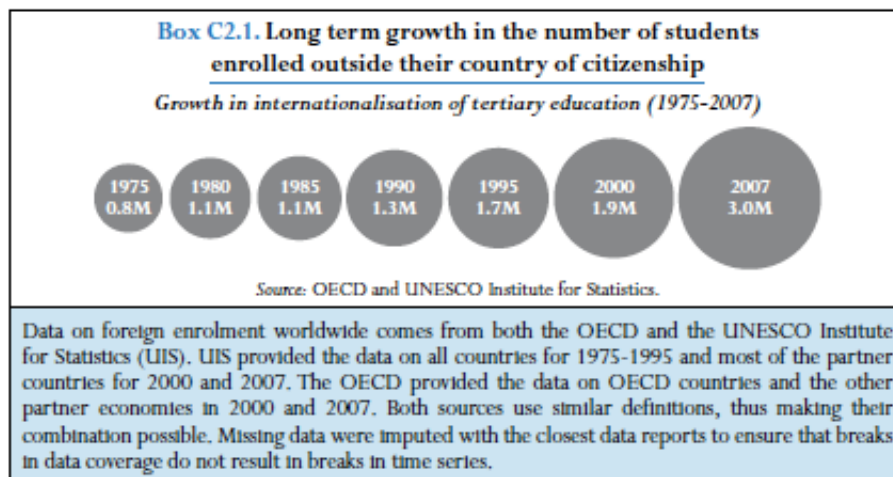 Box C2.1. Long term growth in the number of students
enrolled outside their country of citizenship
Growth in internationalisation of tertiary education (1975-2007)
1975 1980 1985 1990 1995 2000 2007
0.8M 1.1M 1.1M 1.3M 1.7M 1.9M 3.0M
Source: OECD and UNESCO Institute for Statistics.
Data on foreign enrolment worldwide comes from both the OECD and the UNESCO Institute
for Statistics (UIS). UIS provided the data on all countries for 1975-1995 and most of the partner
countries for 2000 and 2007. The OECD provided the data on OECD countries and the other
partner economies in 2000 and 2007. Both sources use similar definitions, thus making their
combination possible. Missing data were imputed with the closest data reports to ensure that breaks
in data coverage do not result in breaks in time series.